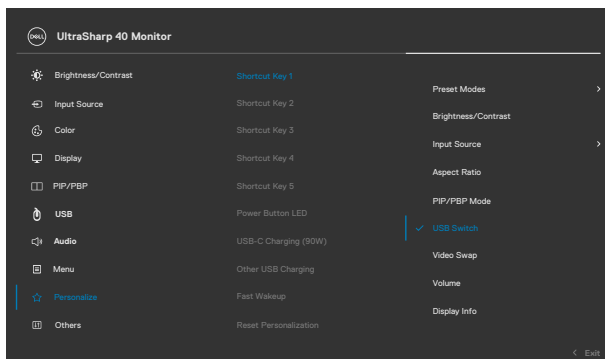 DELL
UltraSharp 40 Monitor
Brightness/Contrast
Input Source
Color
Display
PIP/PBP
USB
Audio
Menu
Personalize
Others
Shortcut Key 1
Shortcut Key 2
Shortcut Key 3
Shortcut Key 4
Shortcut Key 5
Power Button LED
USB-C Charging (90W)
Other USB Charging
Fast Wakeup
Reset Personalization
Preset Modes
Brightness/Contrast
Input Source
Aspect Ratio
PIP/PBP Mode
USB Switch
Video Swap
Volume
Display Info
Exit